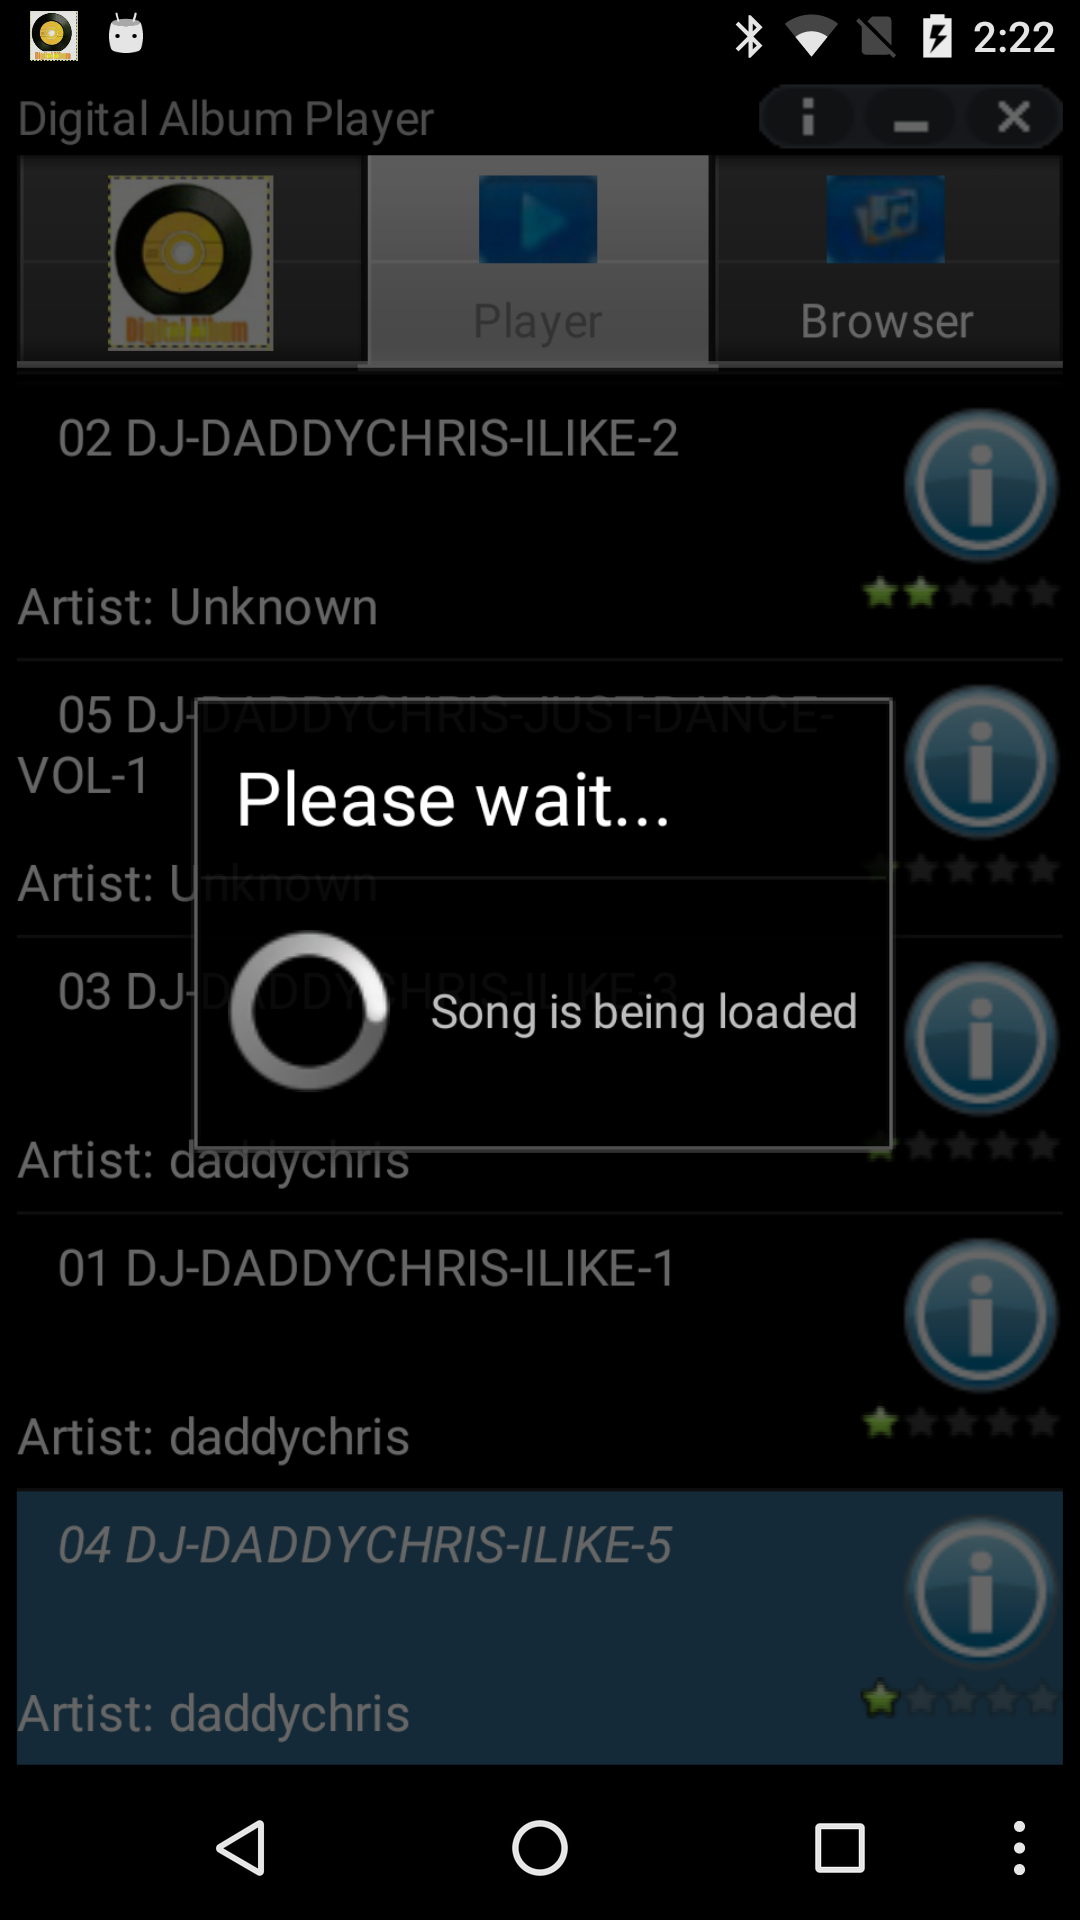 2:22
Digital Album Player
Digital Album
Player
Browser
02 DJ-DADDYCHRIS-ILIKE-2
Artist: Unknown
05 DJ-DADDYCHRIS-JUST-DANCE-
VOL-1
Artist: Unknown
Please wait...
Song is being loaded
03 DJ-DADDYCHRIS-ILIKE-3
Artist: daddychris
01 DJ-DADDYCHRIS-ILIKE-1
Artist: daddychris
04 DJ-DADDYCHRIS-ILIKE-5
Artist: daddychris